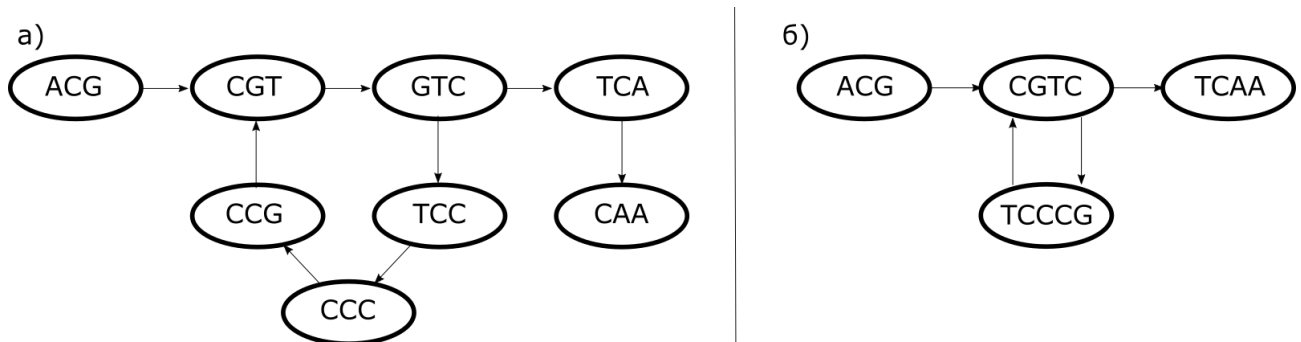 а)
ACG CGT GTC TCA
CCG TCC CAA
CCC
б)
ACG CGTC TCAA
TCCCG